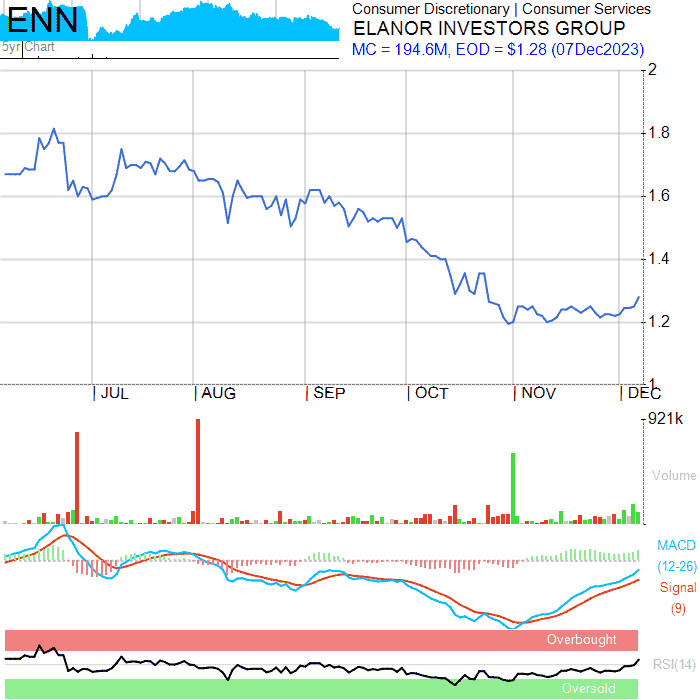 ENN
5yr Chart
Consumer Discretionary | Consumer Services
ELANOR INVESTORS GROUP
MC = 194.6M, EOD = $1.28 (07Dec2023)
2
1.8
1.6
1.4
1.2
1
JUL AUG SEP OCT NOV DEC
921k
Volume
MACD
(12-26)
Signal
(9)
Overbought
RSI(14)
Oversold